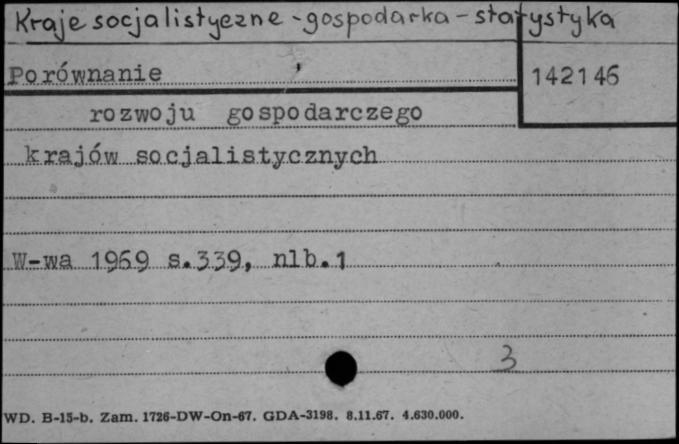 Kraje socjalistyczne - gospodarka - statystyka
Porównanie
142146
rozwoju gospodarczego
krajów socjalistycznych
W-wa 1969 s.339, nlb.1
3
WD. B-15-b. Zam. 1726-DW-On-67. GDA-3198. 8.11.67. 4.630.000.